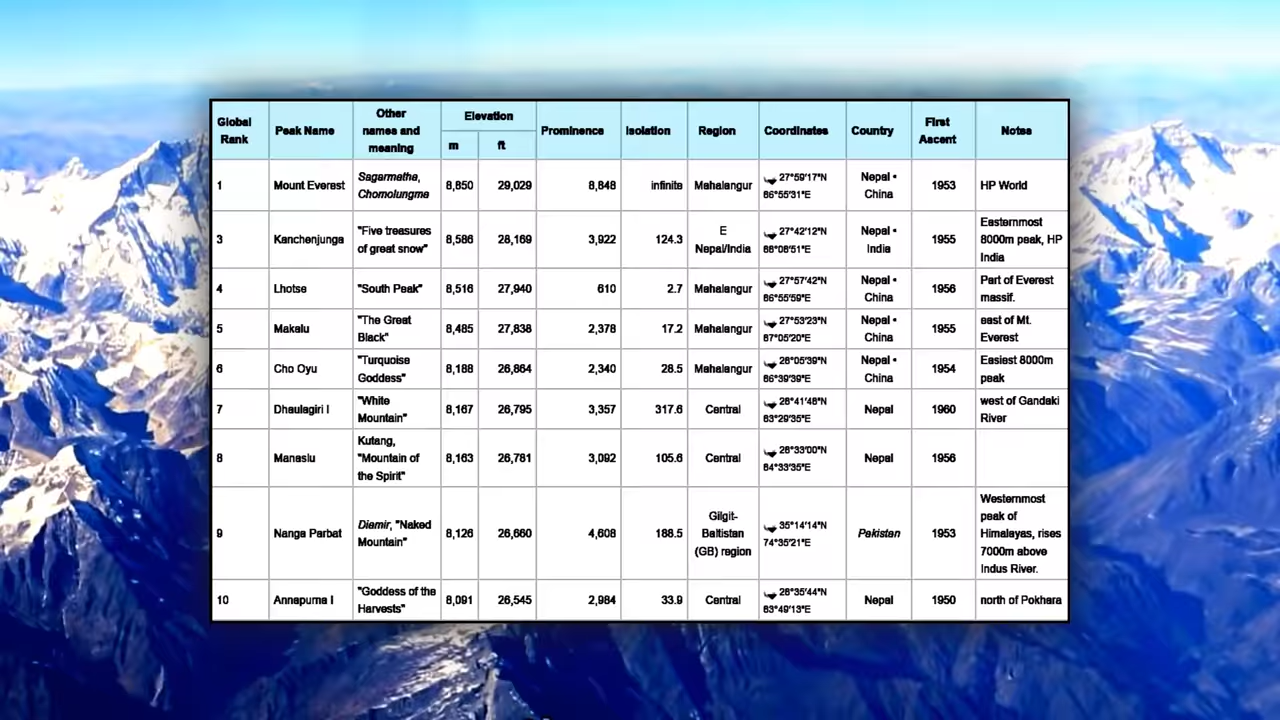 Global Rank Peak Name Other names and meaning Elevation m ft Prominence Isolation Region Coordinates Country First Ascent Notes
1 Mount Everest Sagarmatha, Chomolungma 8,850 29,029 8,848 infinite Mahalangur 27°59′17″N 86°55′31″E Nepal • China 1953 HP World
3 Kanchenjunga "Five treasures of great snow" 8,586 28,169 3,922 124.3 E Nepal/India 27°42′12″N 88°08′51″E Nepal • India 1955 Easternmost 8000m peak, HP India
4 Lhotse "South Peak" 8,516 27,940 610 2.7 Mahalangur 27°57′42″N 86°55′59″E Nepal • China 1956 Part of Everest massif.
5 Makalu "The Great Black" 8,485 27,838 2,378 17.2 Mahalangur 27°53′23″N 87°05′20″E Nepal • China 1955 east of Mt. Everest
6 Cho Oyu "Turquoise Goddess" 8,188 26,864 2,340 28.5 Mahalangur 28°05′39″N 86°39′39″E Nepal • China 1954 Easiest 8000m peak
7 Dhaulagiri I "White Mountain" 8,167 26,795 3,357 317.6 Central 28°41′48″N 83°29′35″E Nepal 1960 west of Gandaki River
8 Manaslu Kutang, "Mountain of the Spirit" 8,163 26,781 3,092 105.6 Central 28°33′00″N 84°33′35″E Nepal 1956
9 Nanga Parbat Diamir, "Naked Mountain" 8,126 26,660 4,608 188.5 Gilgit-Baltistan (GB) region 35°14′14″N 74°35′21″E Pakistan 1953 Westernmost peak of Himalayas, rises 7000m above Indus River.
10 Annapurna I "Goddess of the Harvests" 8,091 26,545 2,984 33.9 Central 28°35′44″N 83°49′13″E Nepal 1950 north of Pokhara